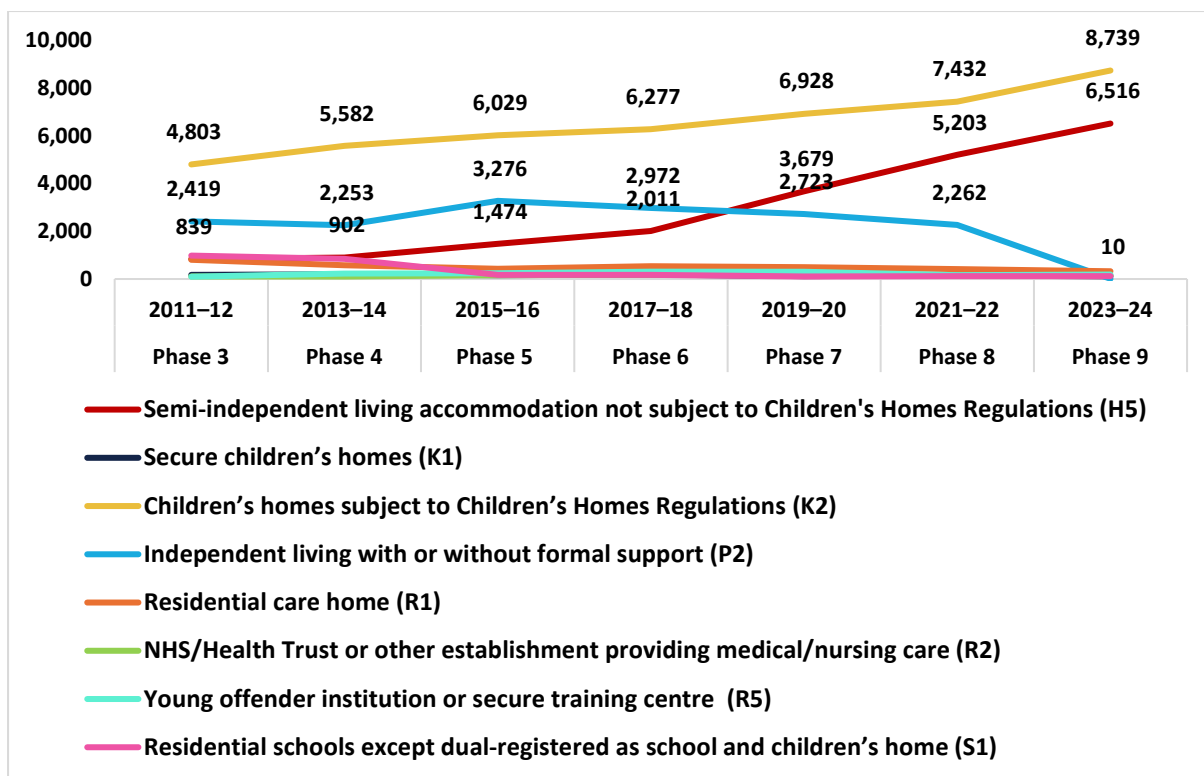 10,000
8,000
6,000
4,000
2,000
0
4,803
5,582
6,029
6,277
6,928
7,432
8,739
6,516
5,203
2,419
2,253
3,276
2,972
3,679
2,011
2,723
2,262
839
902
1,474
10
2011–12 2013–14 2015–16 2017–18 2019–20 2021–22 2023–24
Phase 3 Phase 4 Phase 5 Phase 6 Phase 7 Phase 8 Phase 9
Semi-independent living accommodation not subject to Children's Homes Regulations (H5)
Secure children’s homes (K1)
Children’s homes subject to Children’s Homes Regulations (K2)
Independent living with or without formal support (P2)
Residential care home (R1)
NHS/Health Trust or other establishment providing medical/nursing care (R2)
Young offender institution or secure training centre (R5)
Residential schools except dual-registered as school and children’s home (S1)